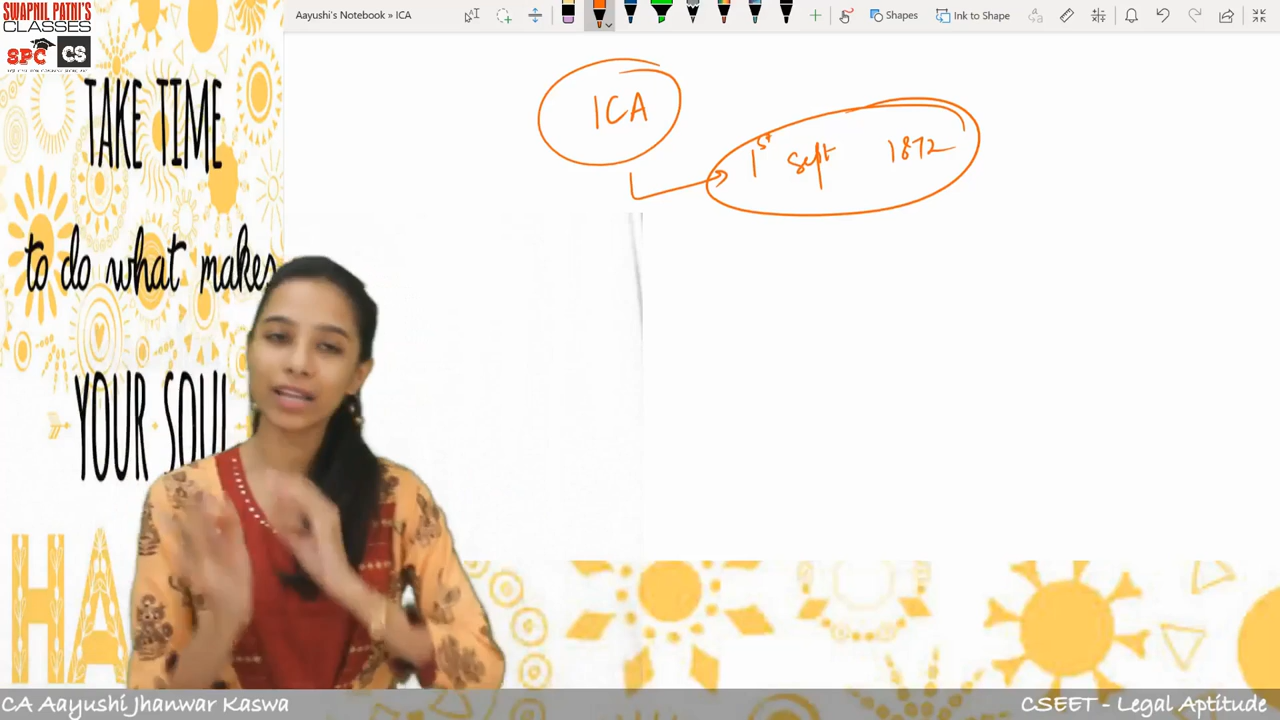 SWAPNIL PATNI'S
CLASSES
SPC CS
Aayushi's Notebook » ICA
Shapes
Ink to Shape
TAKE TIME
to do what makes
YOUR SOUL
HA
ICA
1st Sept 1872
CA Aayushi Jhanwar Kaswa
CSEET - Legal Aptitude